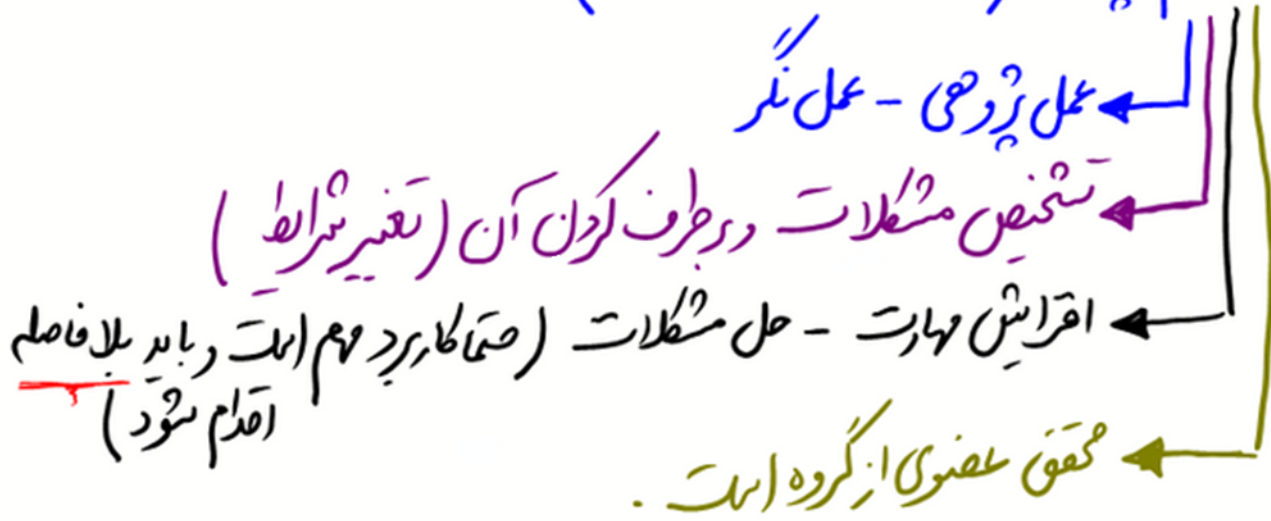 عمل پژوهی - عمل نگر
تشخیص مشکلات و برطرف کردن آن (تغییر شرایط)
افزایش مهارت - حل مشکلات (حتما کاربرد مهم است و باید بلافاصله
اقدام شود)
محقق عضوی از گروه است.